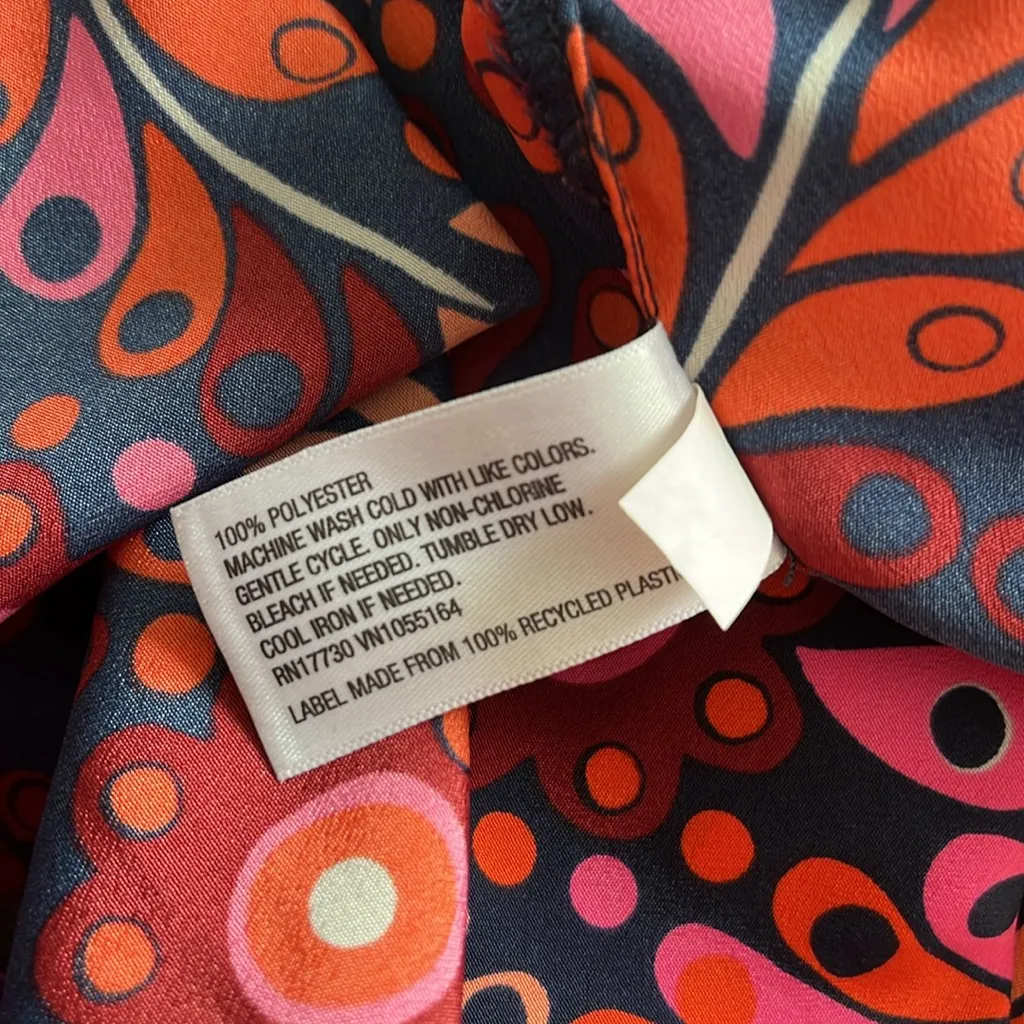 100% POLYESTER
MACHINE WASH COLD WITH LIKE COLORS.
GENTLE CYCLE. ONLY NON-CHLORINE
BLEACH IF NEEDED. TUMBLE DRY LOW.
COOL IRON IF NEEDED.
RN17730 VN1055164
LABEL MADE FROM 100% RECYCLED